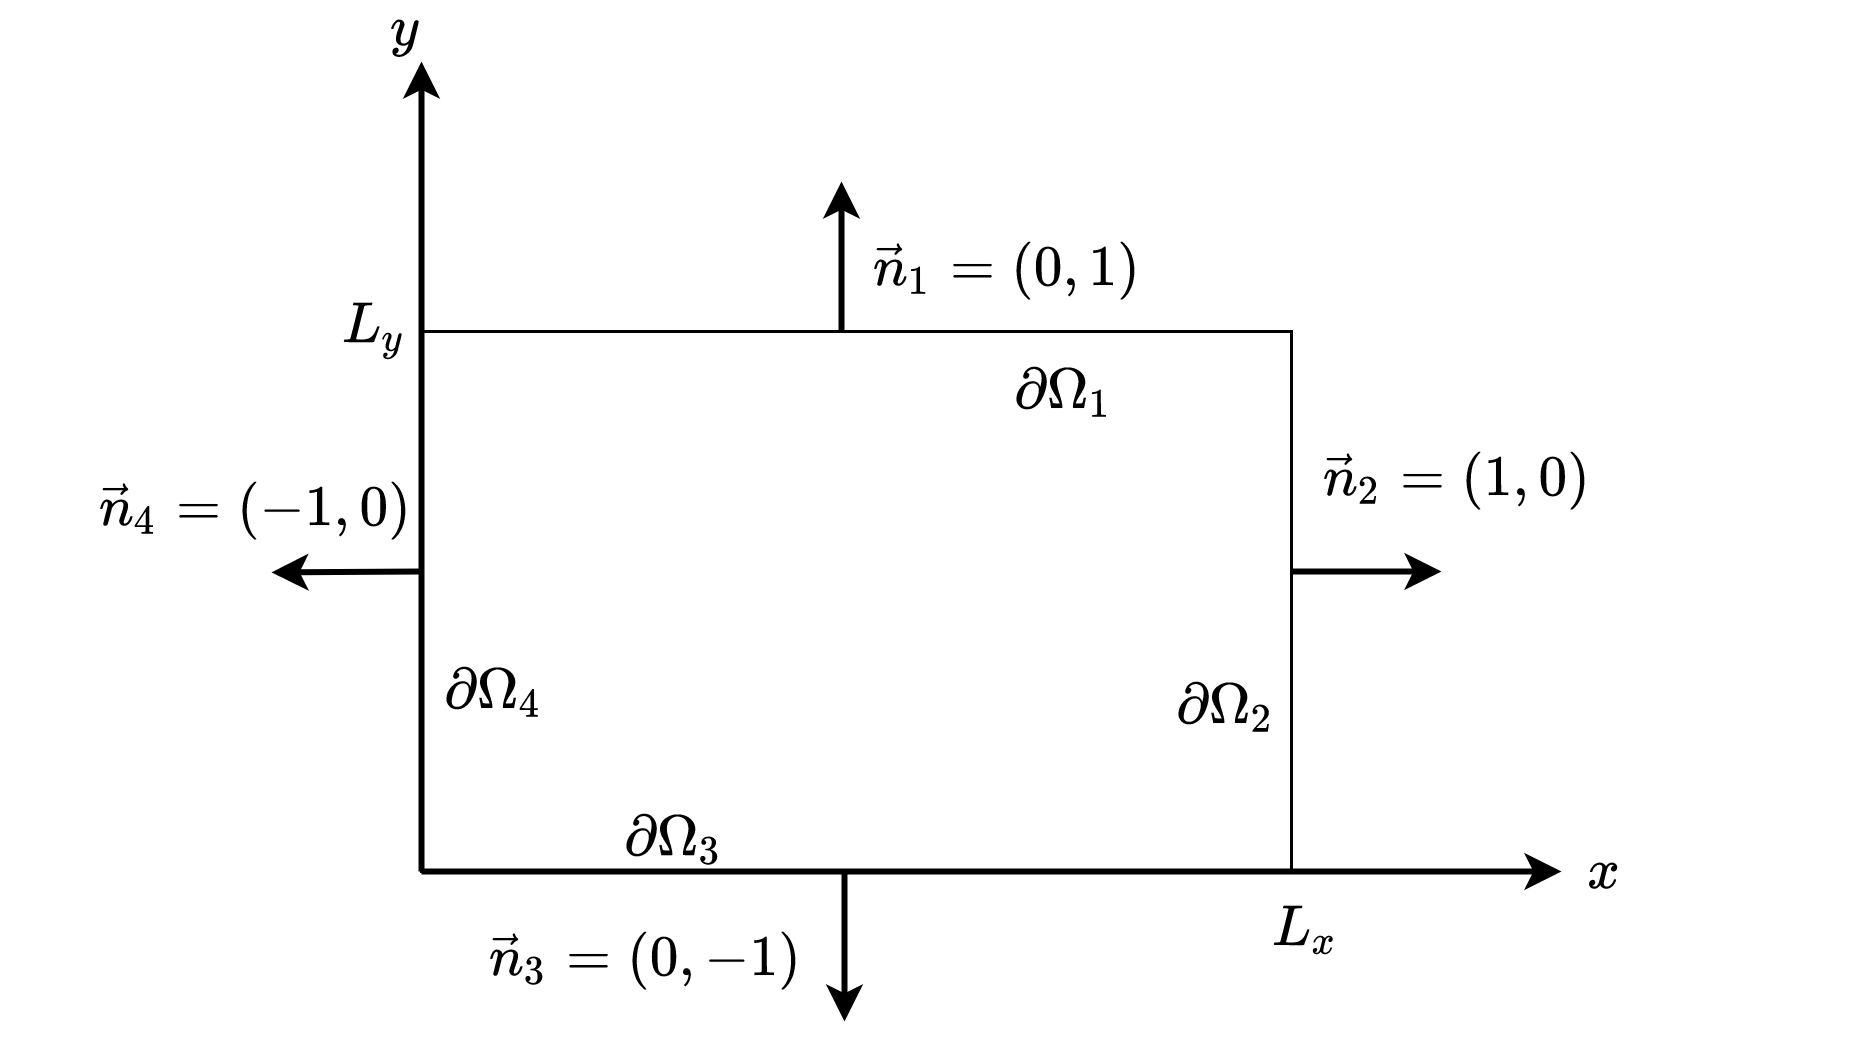 y
n⃗₁ = (0, 1)
L_y
∂Ω₁
n⃗₂ = (1, 0)
n⃗₄ = (−1, 0)
∂Ω₄
∂Ω₂
∂Ω₃
x
L_x
n⃗₃ = (0, −1)